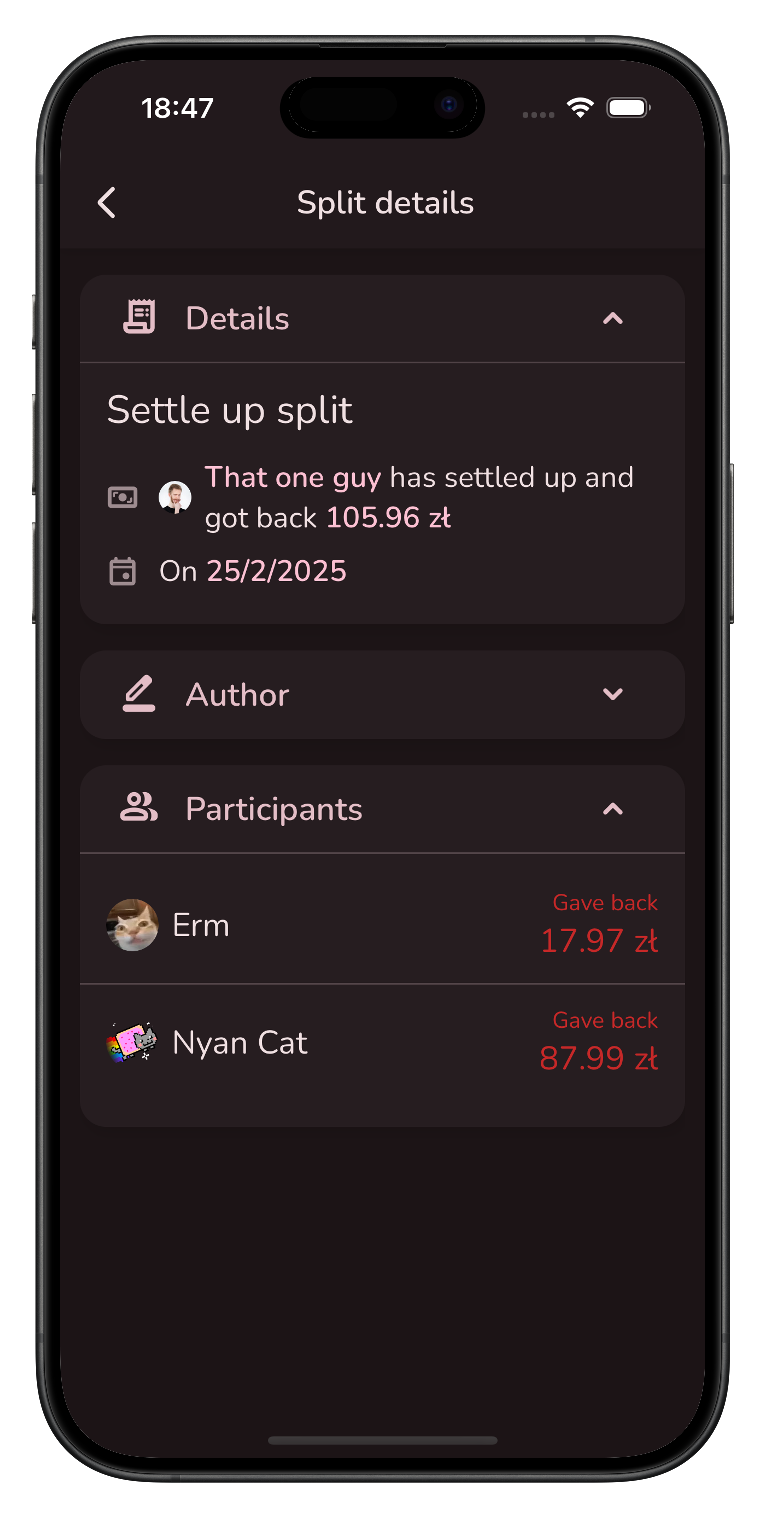 18:47
Split details
Details
Settle up split
That one guy has settled up and
got back 105.96 zł
On 25/2/2025
Author
Participants
Erm
Gave back
17.97 zł
Nyan Cat
Gave back
87.99 zł